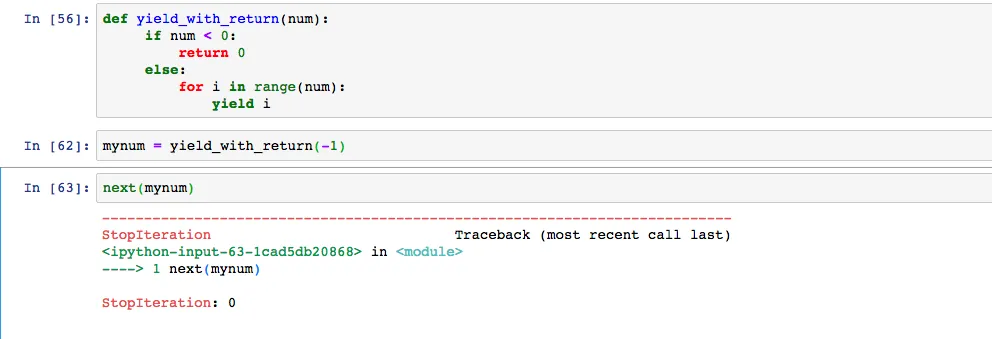 In [56]: def yield_with_return(num):
    if num < 0:
        return 0
    else:
        for i in range(num):
            yield i
In [62]: mynum = yield_with_return(-1)
In [63]: next(mynum)
---------------------------------------------------------------------------
StopIteration                             Traceback (most recent call last)
<ipython-input-63-1cad5db20868> in <module>
----> 1 next(mynum)
StopIteration: 0